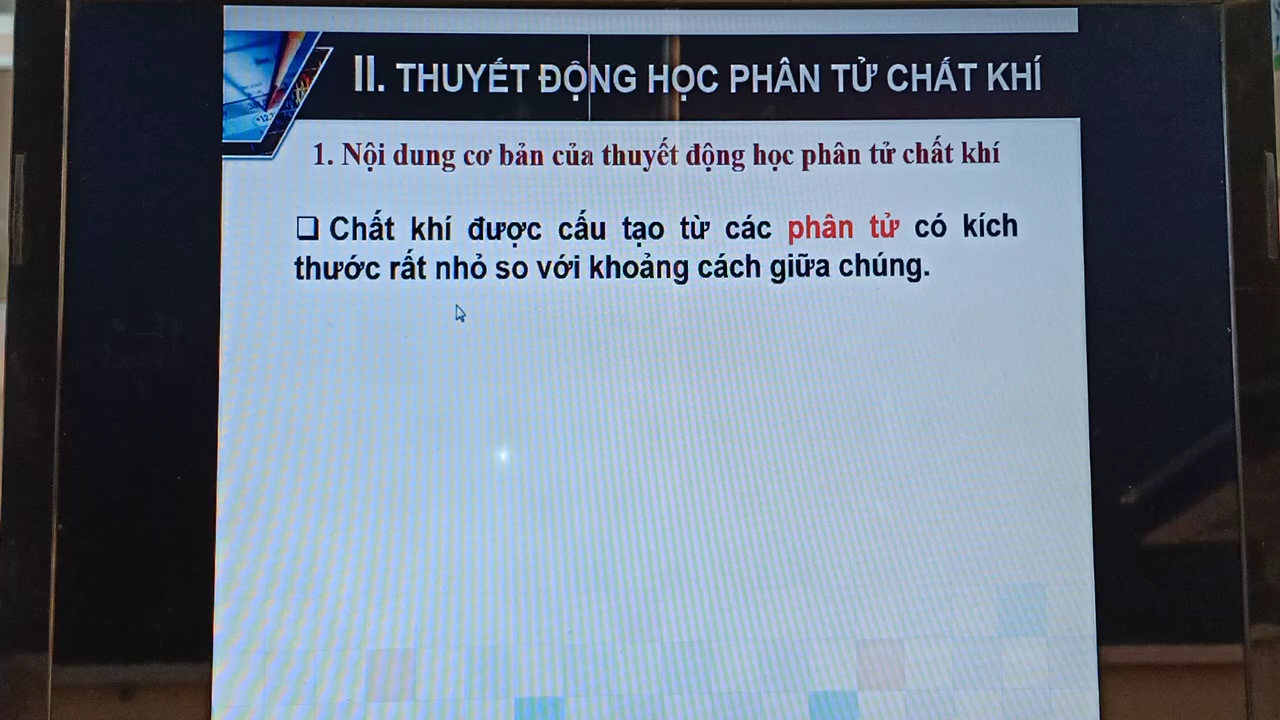 II. THUYẾT ĐỘNG HỌC PHÂN TỬ CHẤT KHÍ
1. Nội dung cơ bản của thuyết động học phân tử chất khí
❑ Chất khí được cấu tạo từ các phân tử có kích
thước rất nhỏ so với khoảng cách giữa chúng.